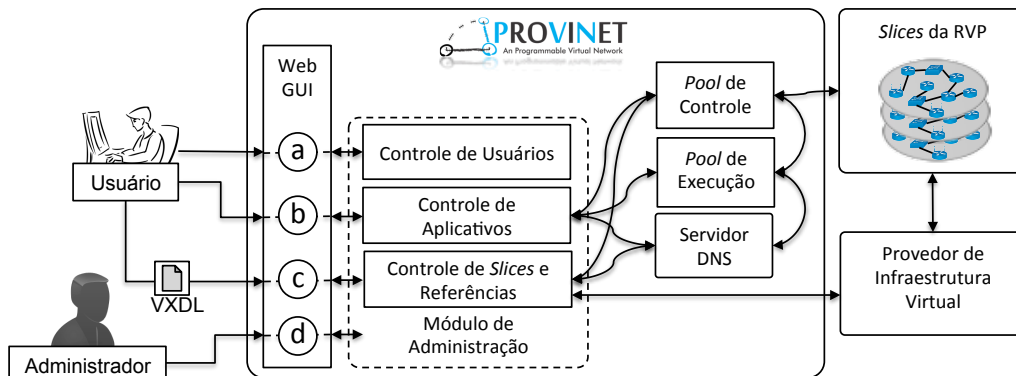 PROVINET
An Programmable Virtual Network
Web
GUI
a
b
c
d
Usuário
VXDL
Administrador
Controle de Usuários
Controle de
Aplicativos
Controle de Slices e
Referências
Módulo de
Administração
Pool de
Controle
Pool de
Execução
Servidor
DNS
Slices da RVP
Provedor de
Infraestrutura
Virtual